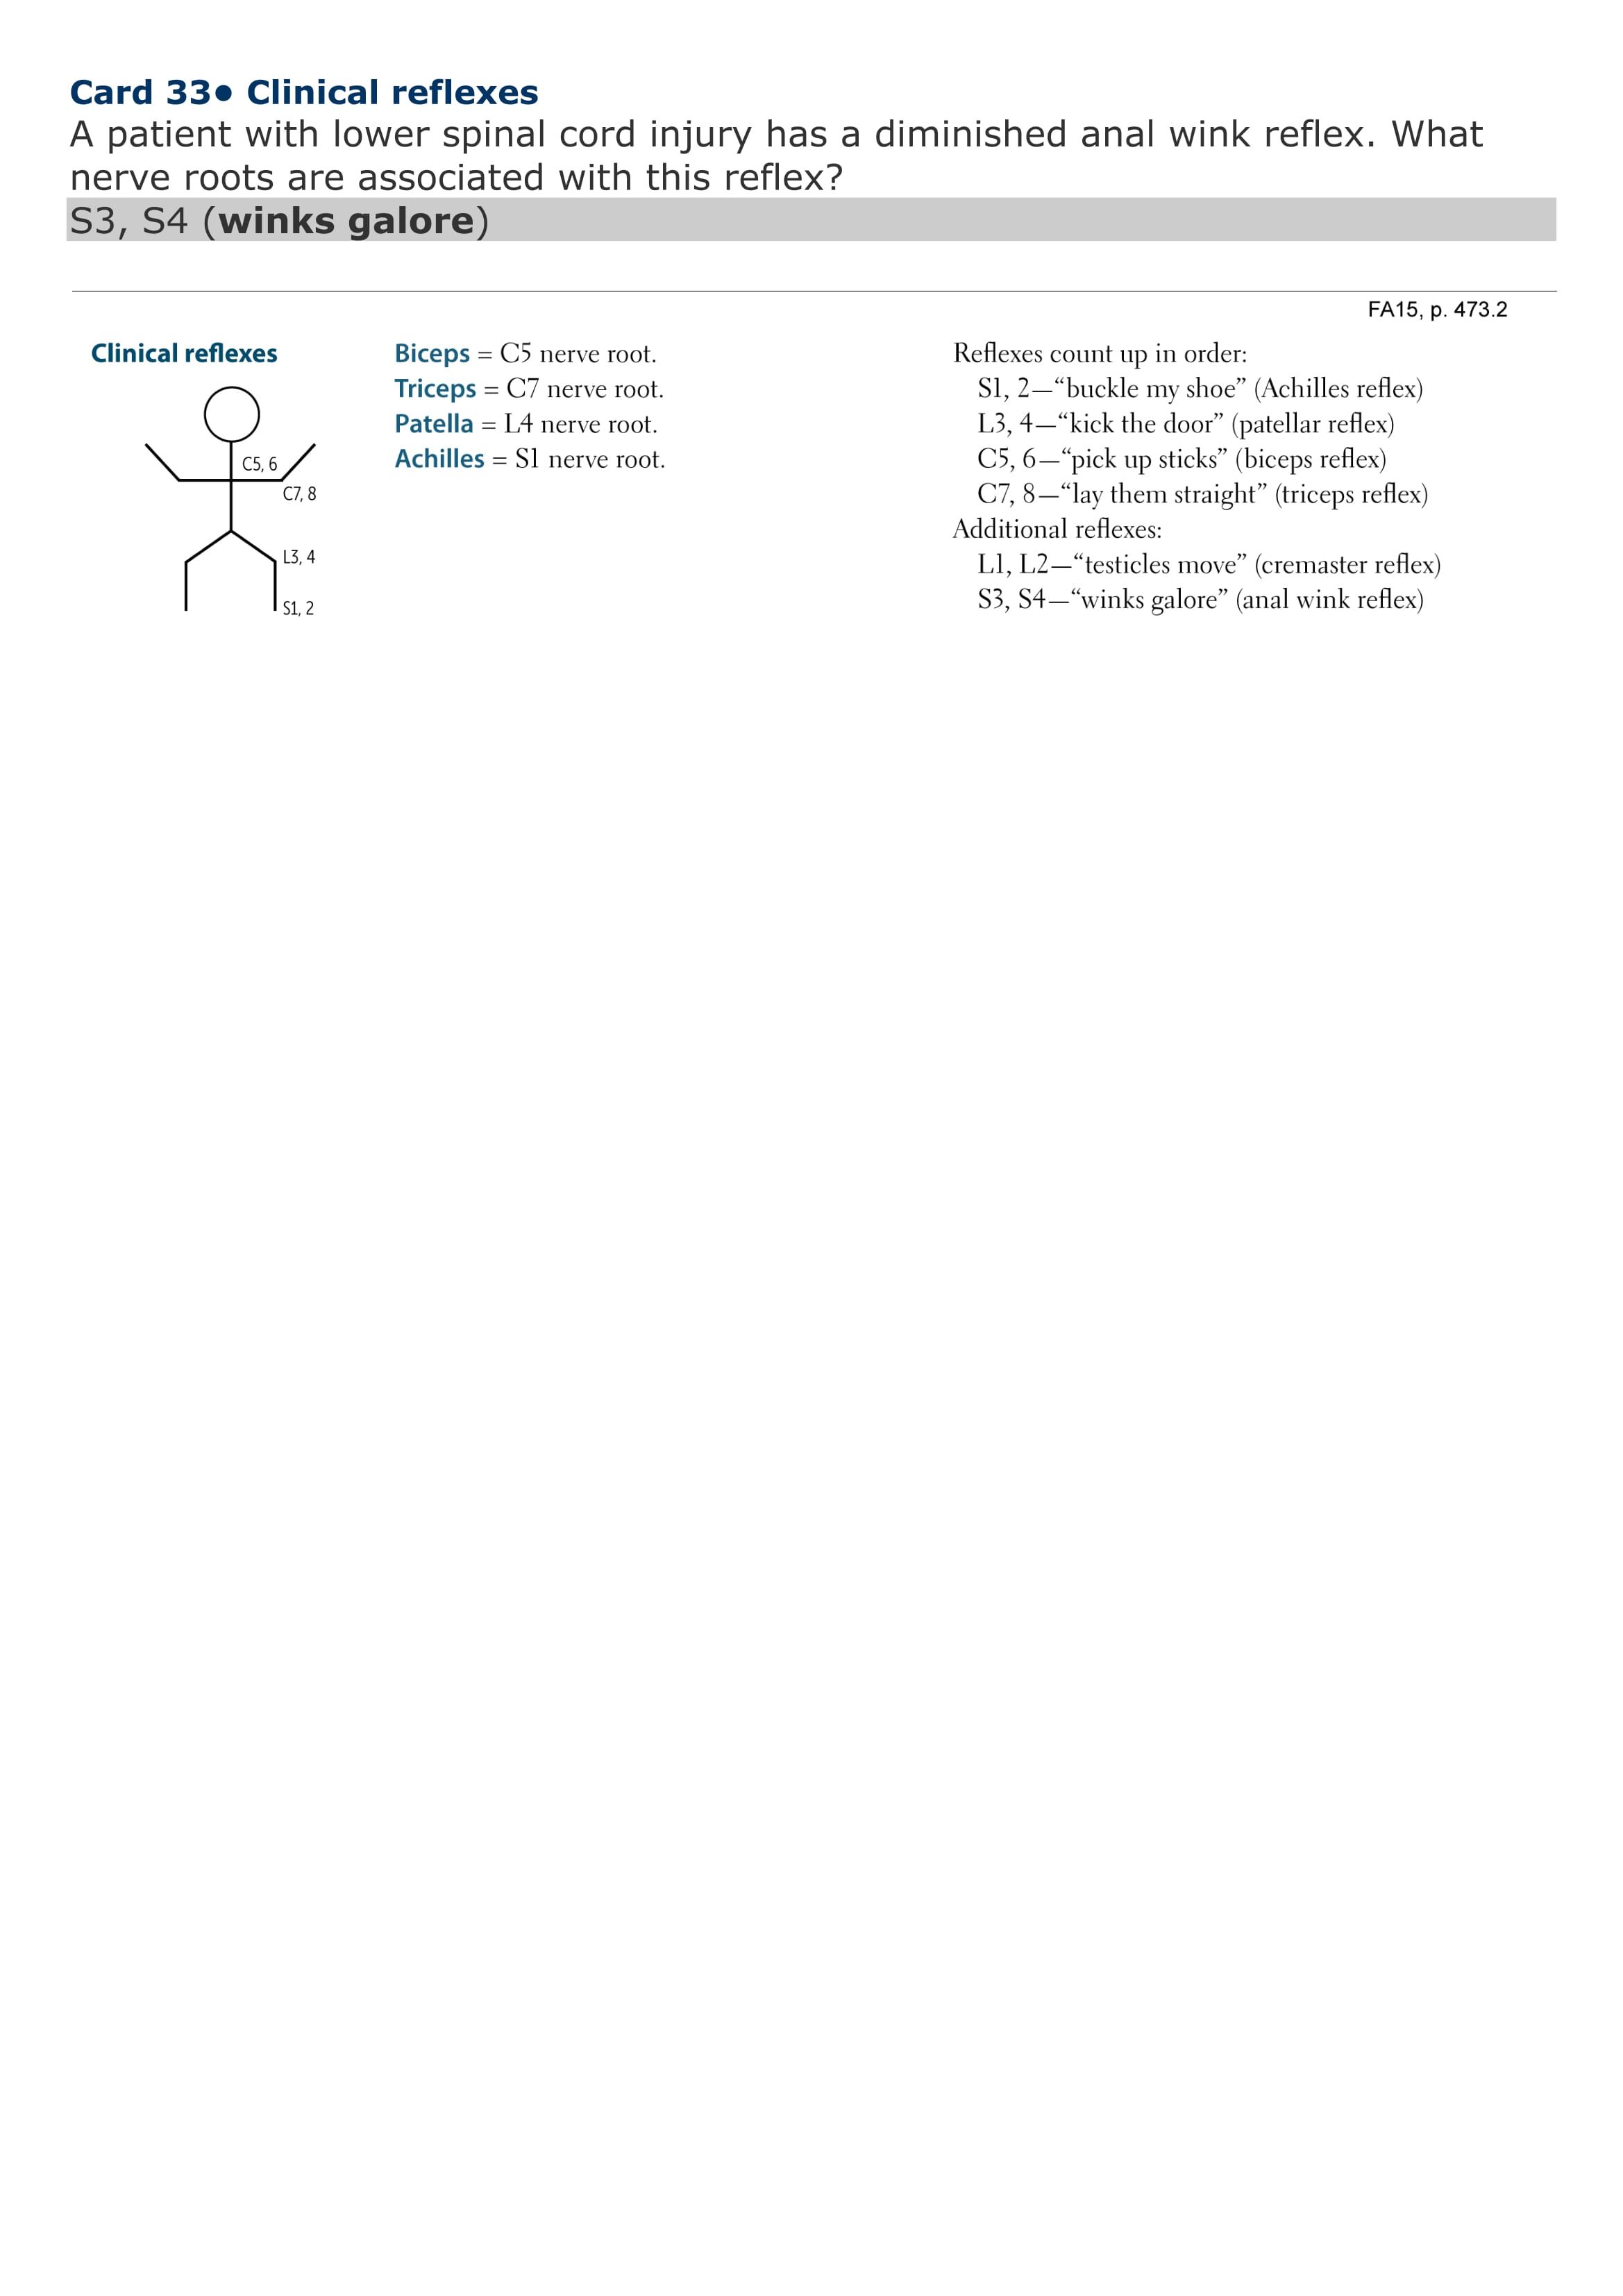 Card 33● Clinical reflexes
A patient with lower spinal cord injury has a diminished anal wink reflex. What
nerve roots are associated with this reflex?
S3, S4 (winks galore)
FA15, p. 473.2
Clinical reflexes
C5, 6
C7, 8
L3, 4
S1, 2
Biceps = C5 nerve root.
Triceps = C7 nerve root.
Patella = L4 nerve root.
Achilles = S1 nerve root.
Reflexes count up in order:
S1, 2—“buckle my shoe” (Achilles reflex)
L3, 4—“kick the door” (patellar reflex)
C5, 6—“pick up sticks” (biceps reflex)
C7, 8—“lay them straight” (triceps reflex)
Additional reflexes:
L1, L2—“testicles move” (cremaster reflex)
S3, S4—“winks galore” (anal wink reflex)